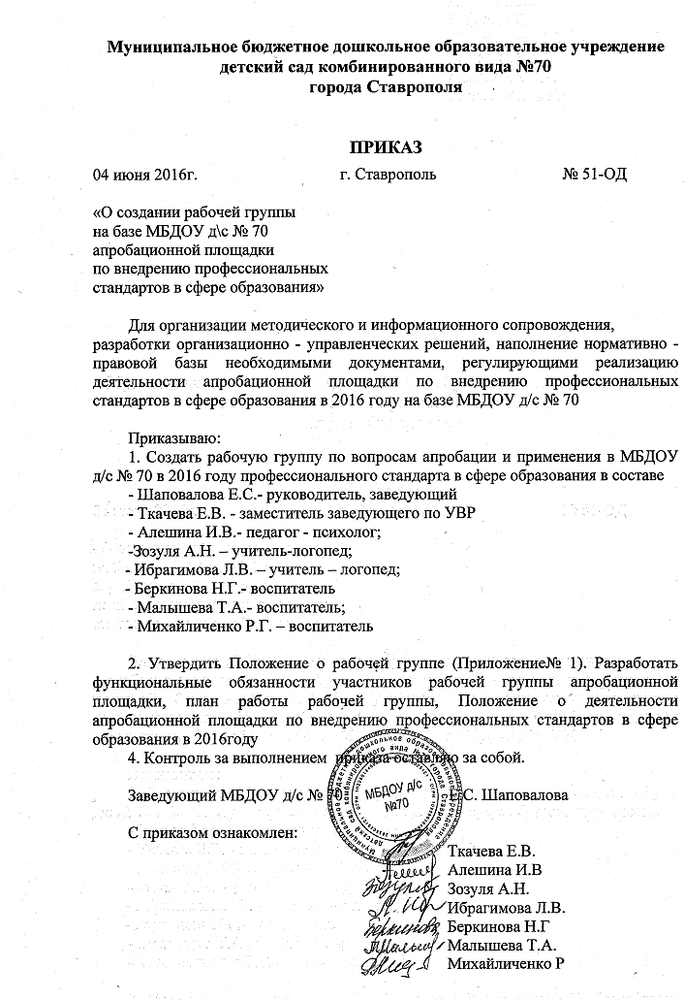 Муниципальное бюджетное дошкольное образовательное учреждение
детский сад комбинированного вида №70
города Ставрополя
ПРИКАЗ
04 июня 2016г. г. Ставрополь № 51-ОД
«О создании рабочей группы
на базе МБДОУ д\с № 70
апробационной площадки
по внедрению профессиональных
стандартов в сфере образования»
Для организации методического и информационного сопровождения,
разработки организационно - управленческих решений, наполнение нормативно -
правовой базы необходимыми документами, регулирующими реализацию
деятельности апробационной площадки по внедрению профессиональных
стандартов в сфере образования в 2016 году на базе МБДОУ д/с № 70
Приказываю:
1. Создать рабочую группу по вопросам апробации и применения в МБДОУ
д/с № 70 в 2016 году профессионального стандарта в сфере образования в составе
- Шаповалова Е.С.- руководитель, заведующий
- Ткачева Е.В. - заместитель заведующего по УВР
- Алешина И.В.- педагог - психолог;
-Зозуля А.Н. – учитель-логопед;
- Ибрагимова Л.В. – учитель – логопед;
- Беркинова Н.Г.- воспитатель
- Малышева Т.А.- воспитатель;
- Михайличенко Р.Г. – воспитатель
2. Утвердить Положение о рабочей группе (Приложение№ 1). Разработать
функциональные обязанности участников рабочей группы апробационной
площадки, план работы рабочей группы, Положение о деятельности
апробационной площадки по внедрению профессиональных стандартов в сфере
образования в 2016году
4. Контроль за выполнением приказа оставляю за собой.
Заведующий МБДОУ д/с № 70 Е.С. Шаповалова
МБДОУ д/с
№70
С приказом ознакомлен:
Ткачева Е.В.
Алешина И.В
Зозуля А.Н.
Ибрагимова Л.В.
Беркинова Н.Г
Малышева Т.А.
Михайличенко Р